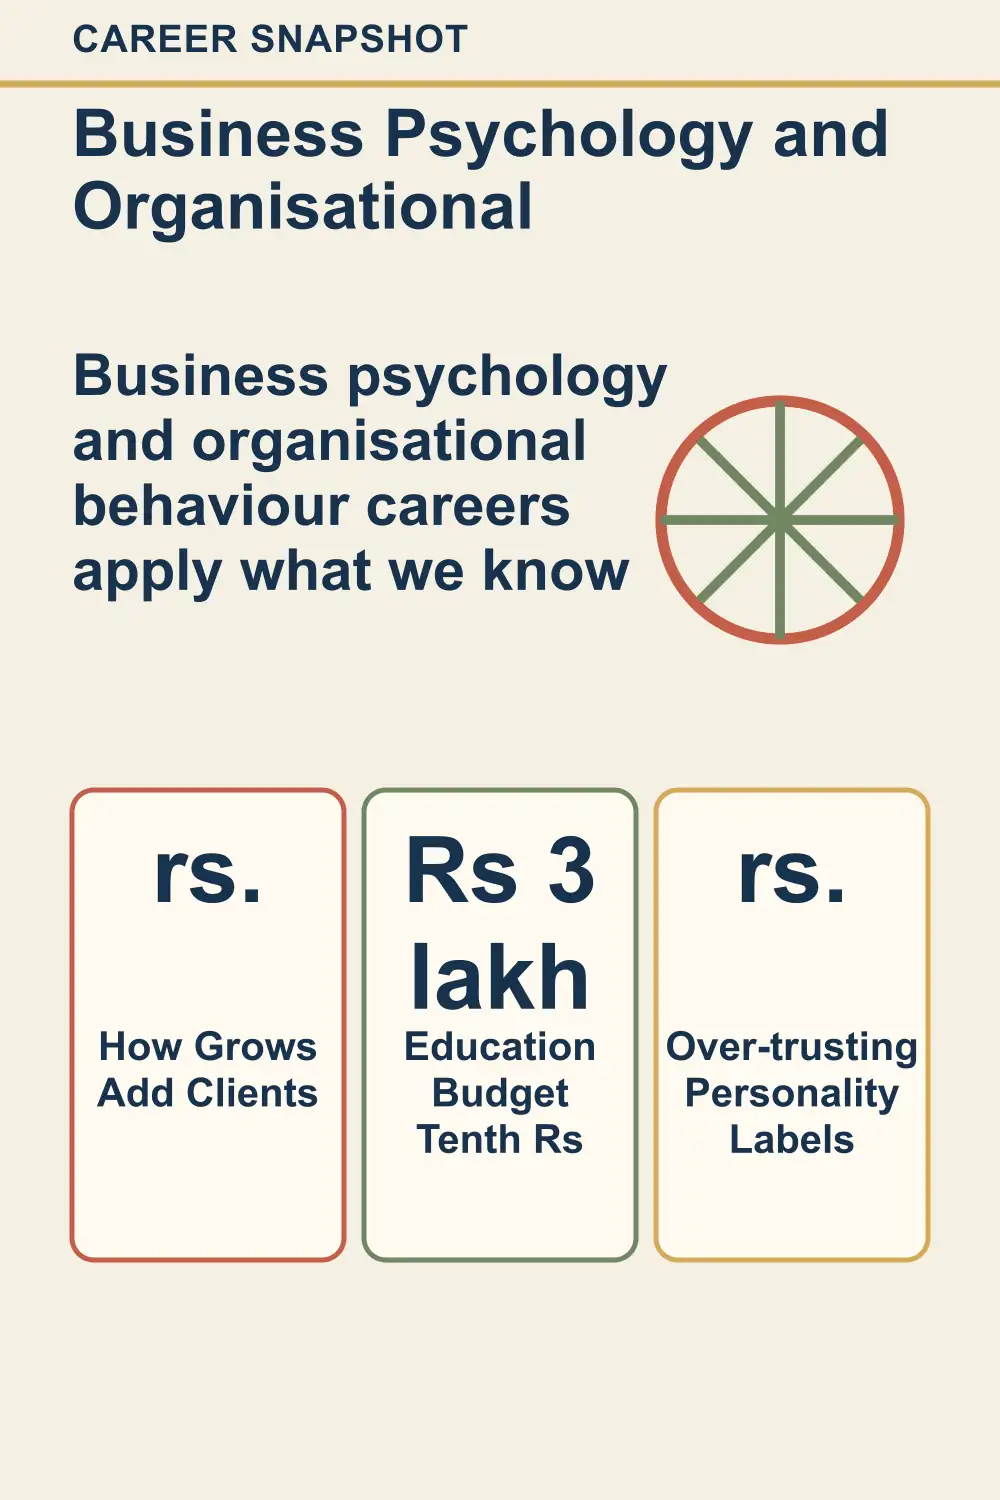 CAREER SNAPSHOT
Business Psychology and
Organisational
Business psychology
and organisational
behaviour careers
apply what we know
rs.
How Grows
Add Clients
Rs 3
lakh
Education
Budget
Tenth Rs
rs.
Over-trusting
Personality
Labels